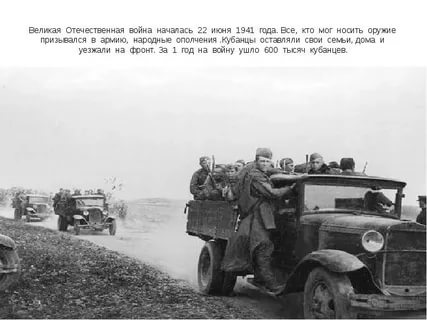 Великая Отечественная война началась 22 июня 1941 года. Все, кто мог носить оружие
призывался в армию, народные ополчения .Кубанцы оставляли свои семьи, дома и
уезжали на фронт. За 1 год на войну ушло 600 тысяч кубанцев.